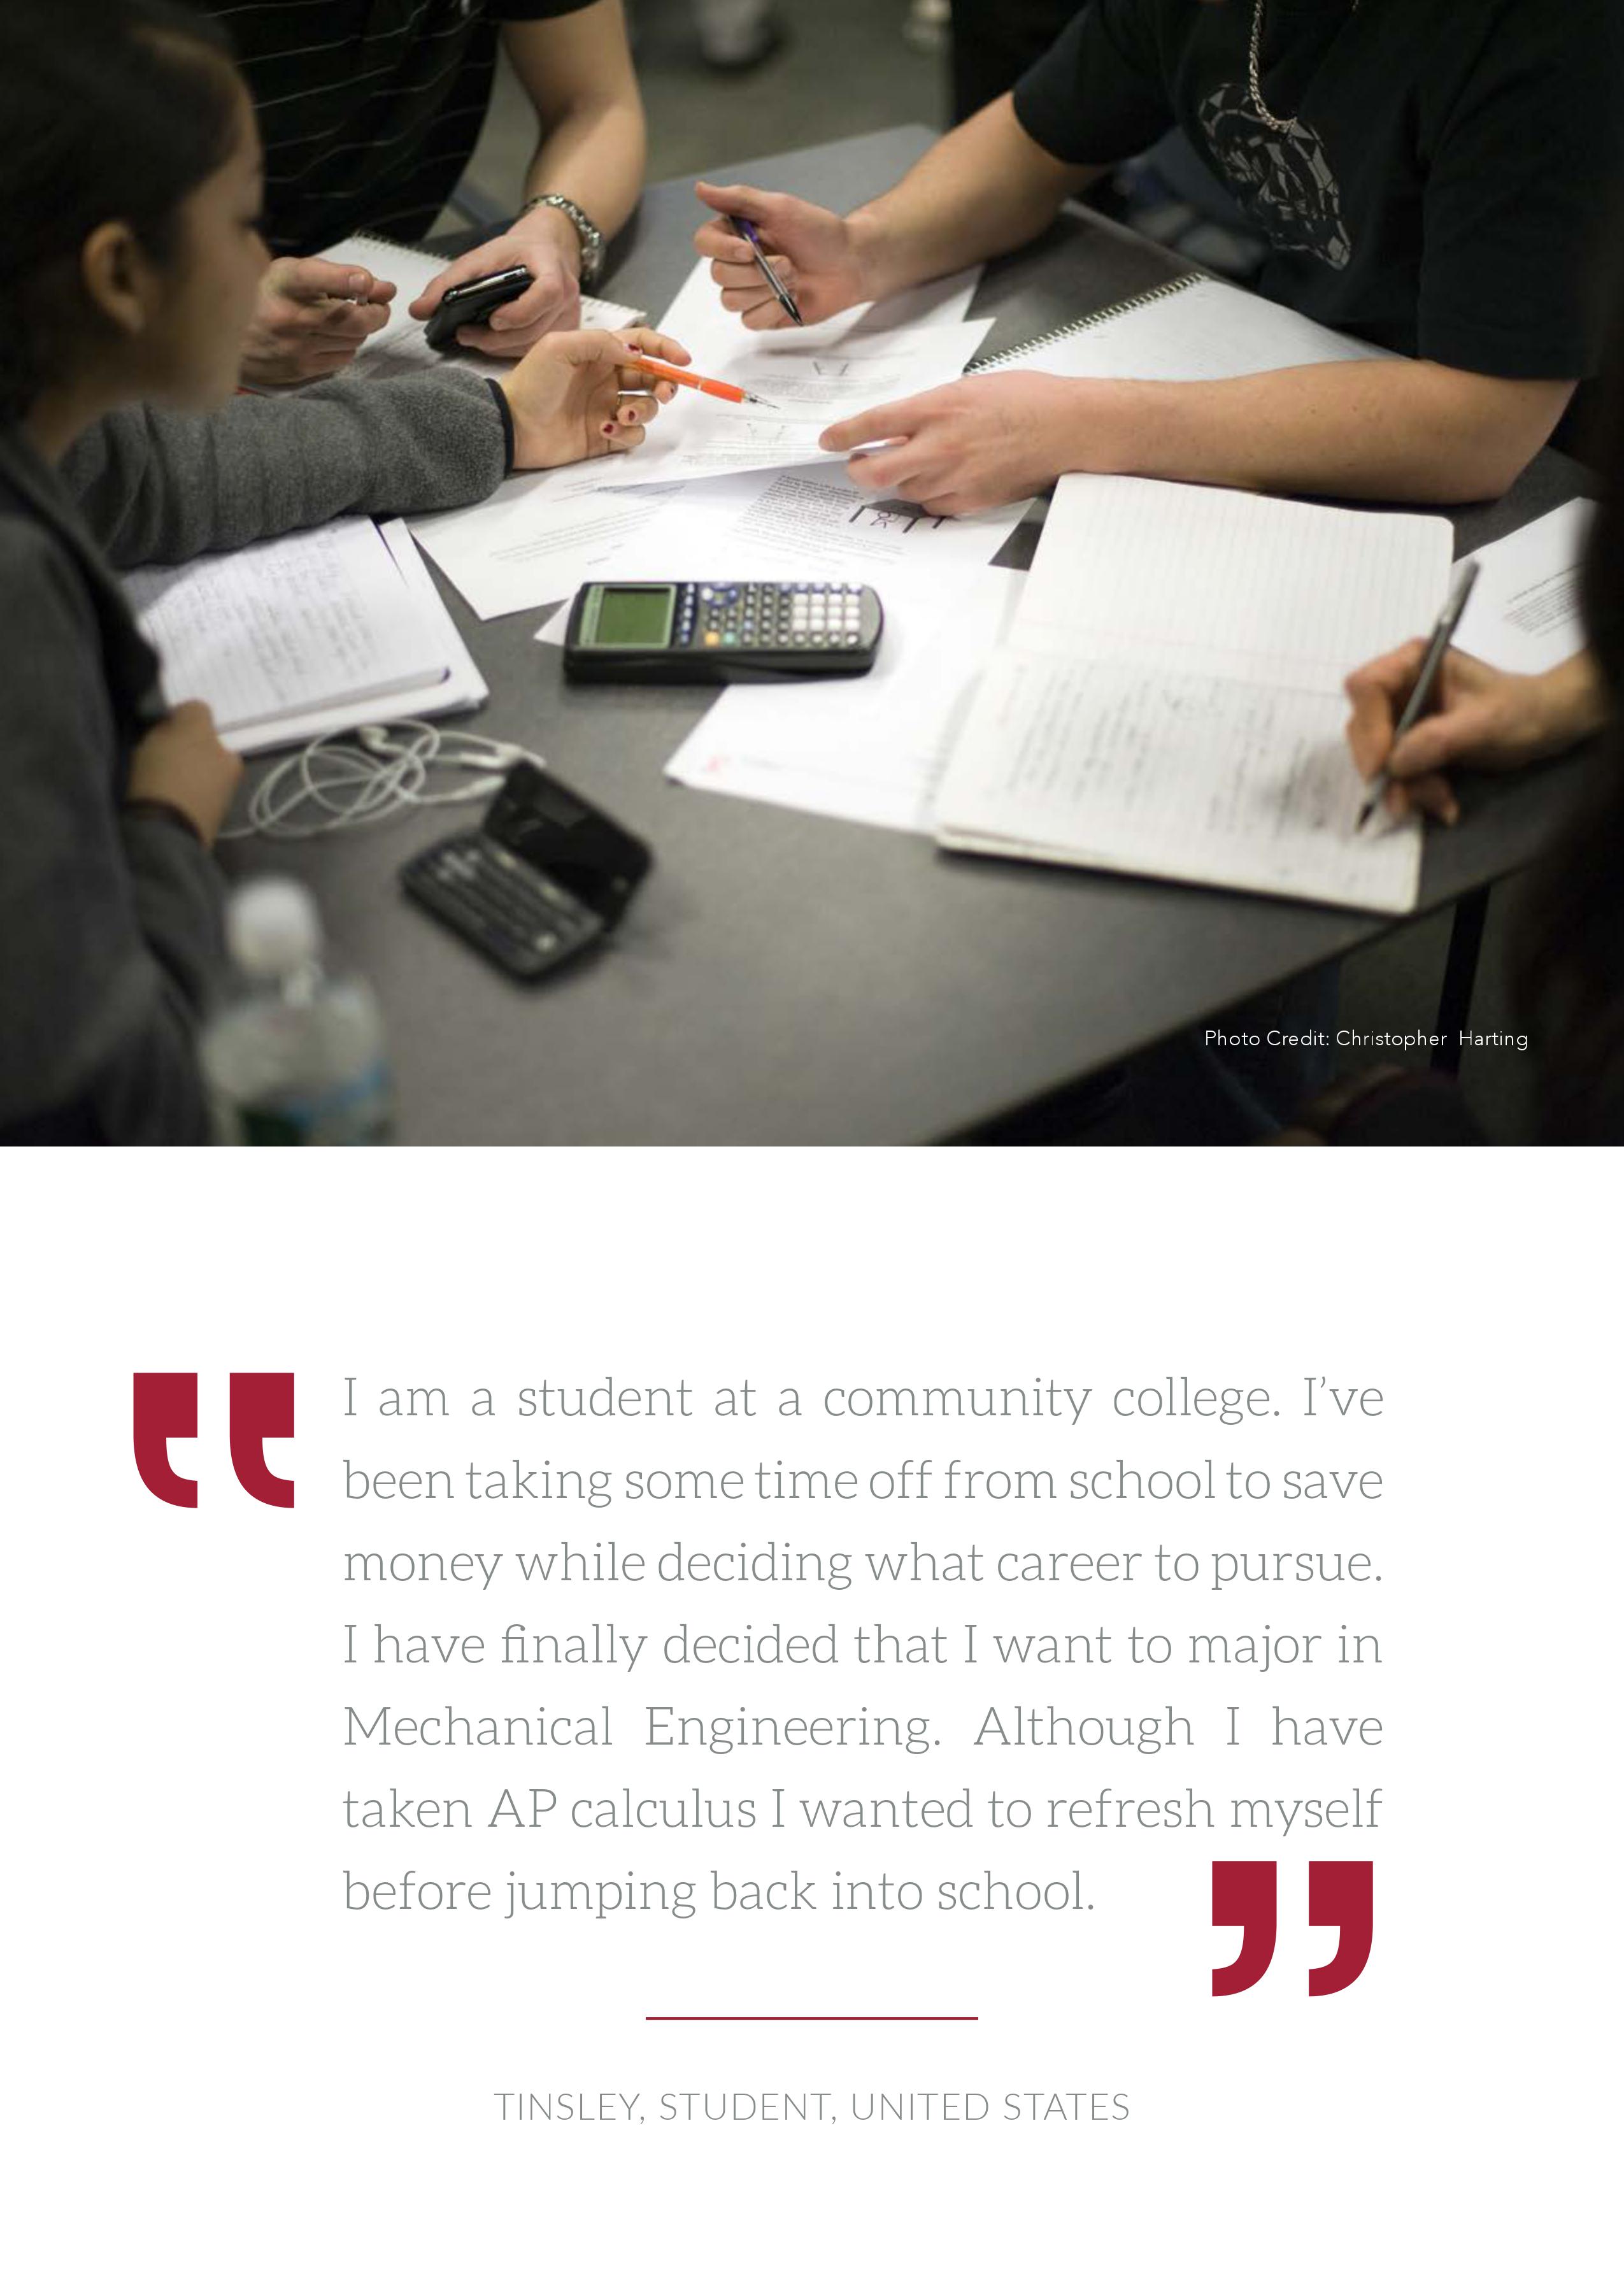 Photo Credit: Christopher Harting
“I am a student at a community college. I’ve
been taking some time off from school to save
money while deciding what career to pursue.
I have finally decided that I want to major in
Mechanical Engineering. Although I have
taken AP calculus I wanted to refresh myself
before jumping back into school.”
TINSLEY, STUDENT, UNITED STATES